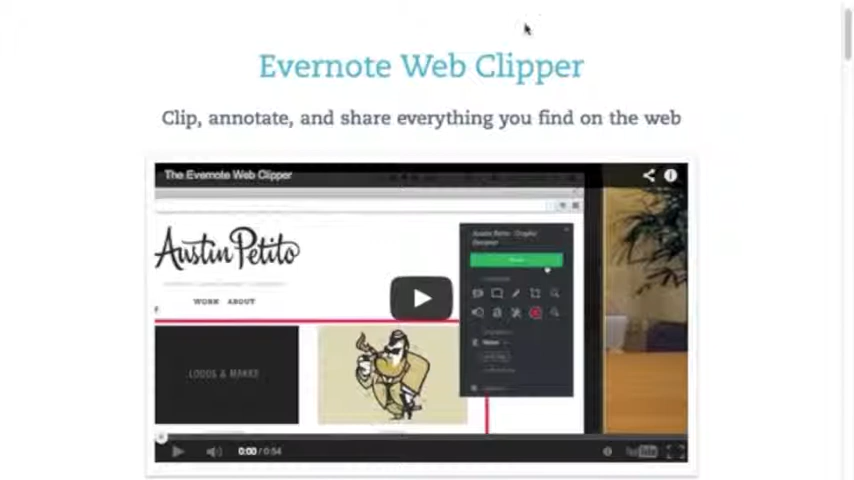 Evernote Web Clipper
Clip, annotate, and share everything you find on the web
The Evernote Web Clipper
Austin Petito
WORK ABOUT
LOGOS & MARKS
0:00 / 0:54
YouTube